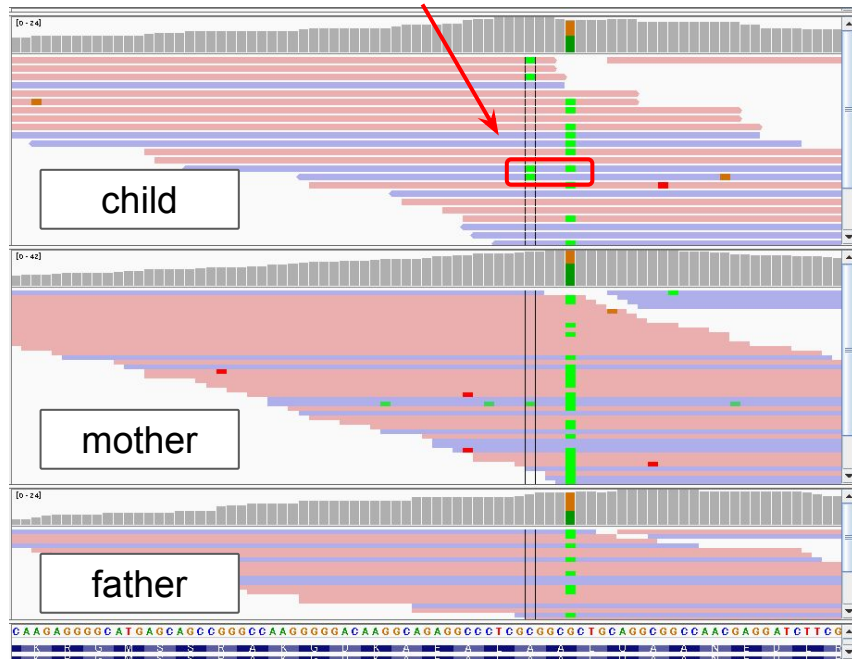 [0 - 24]
child
[0 - 42]
mother
[0 - 24]
father
CAAGAGGGGCATGAGCAGCCGGGCCAAGGGGGACAAGGCAGAGGCCCTCGCGGCGCTGCAGGCGGCCAACGAGGATCTTCG
K R G M S S R A K G D K A E A L A A L Q A A N E D L R